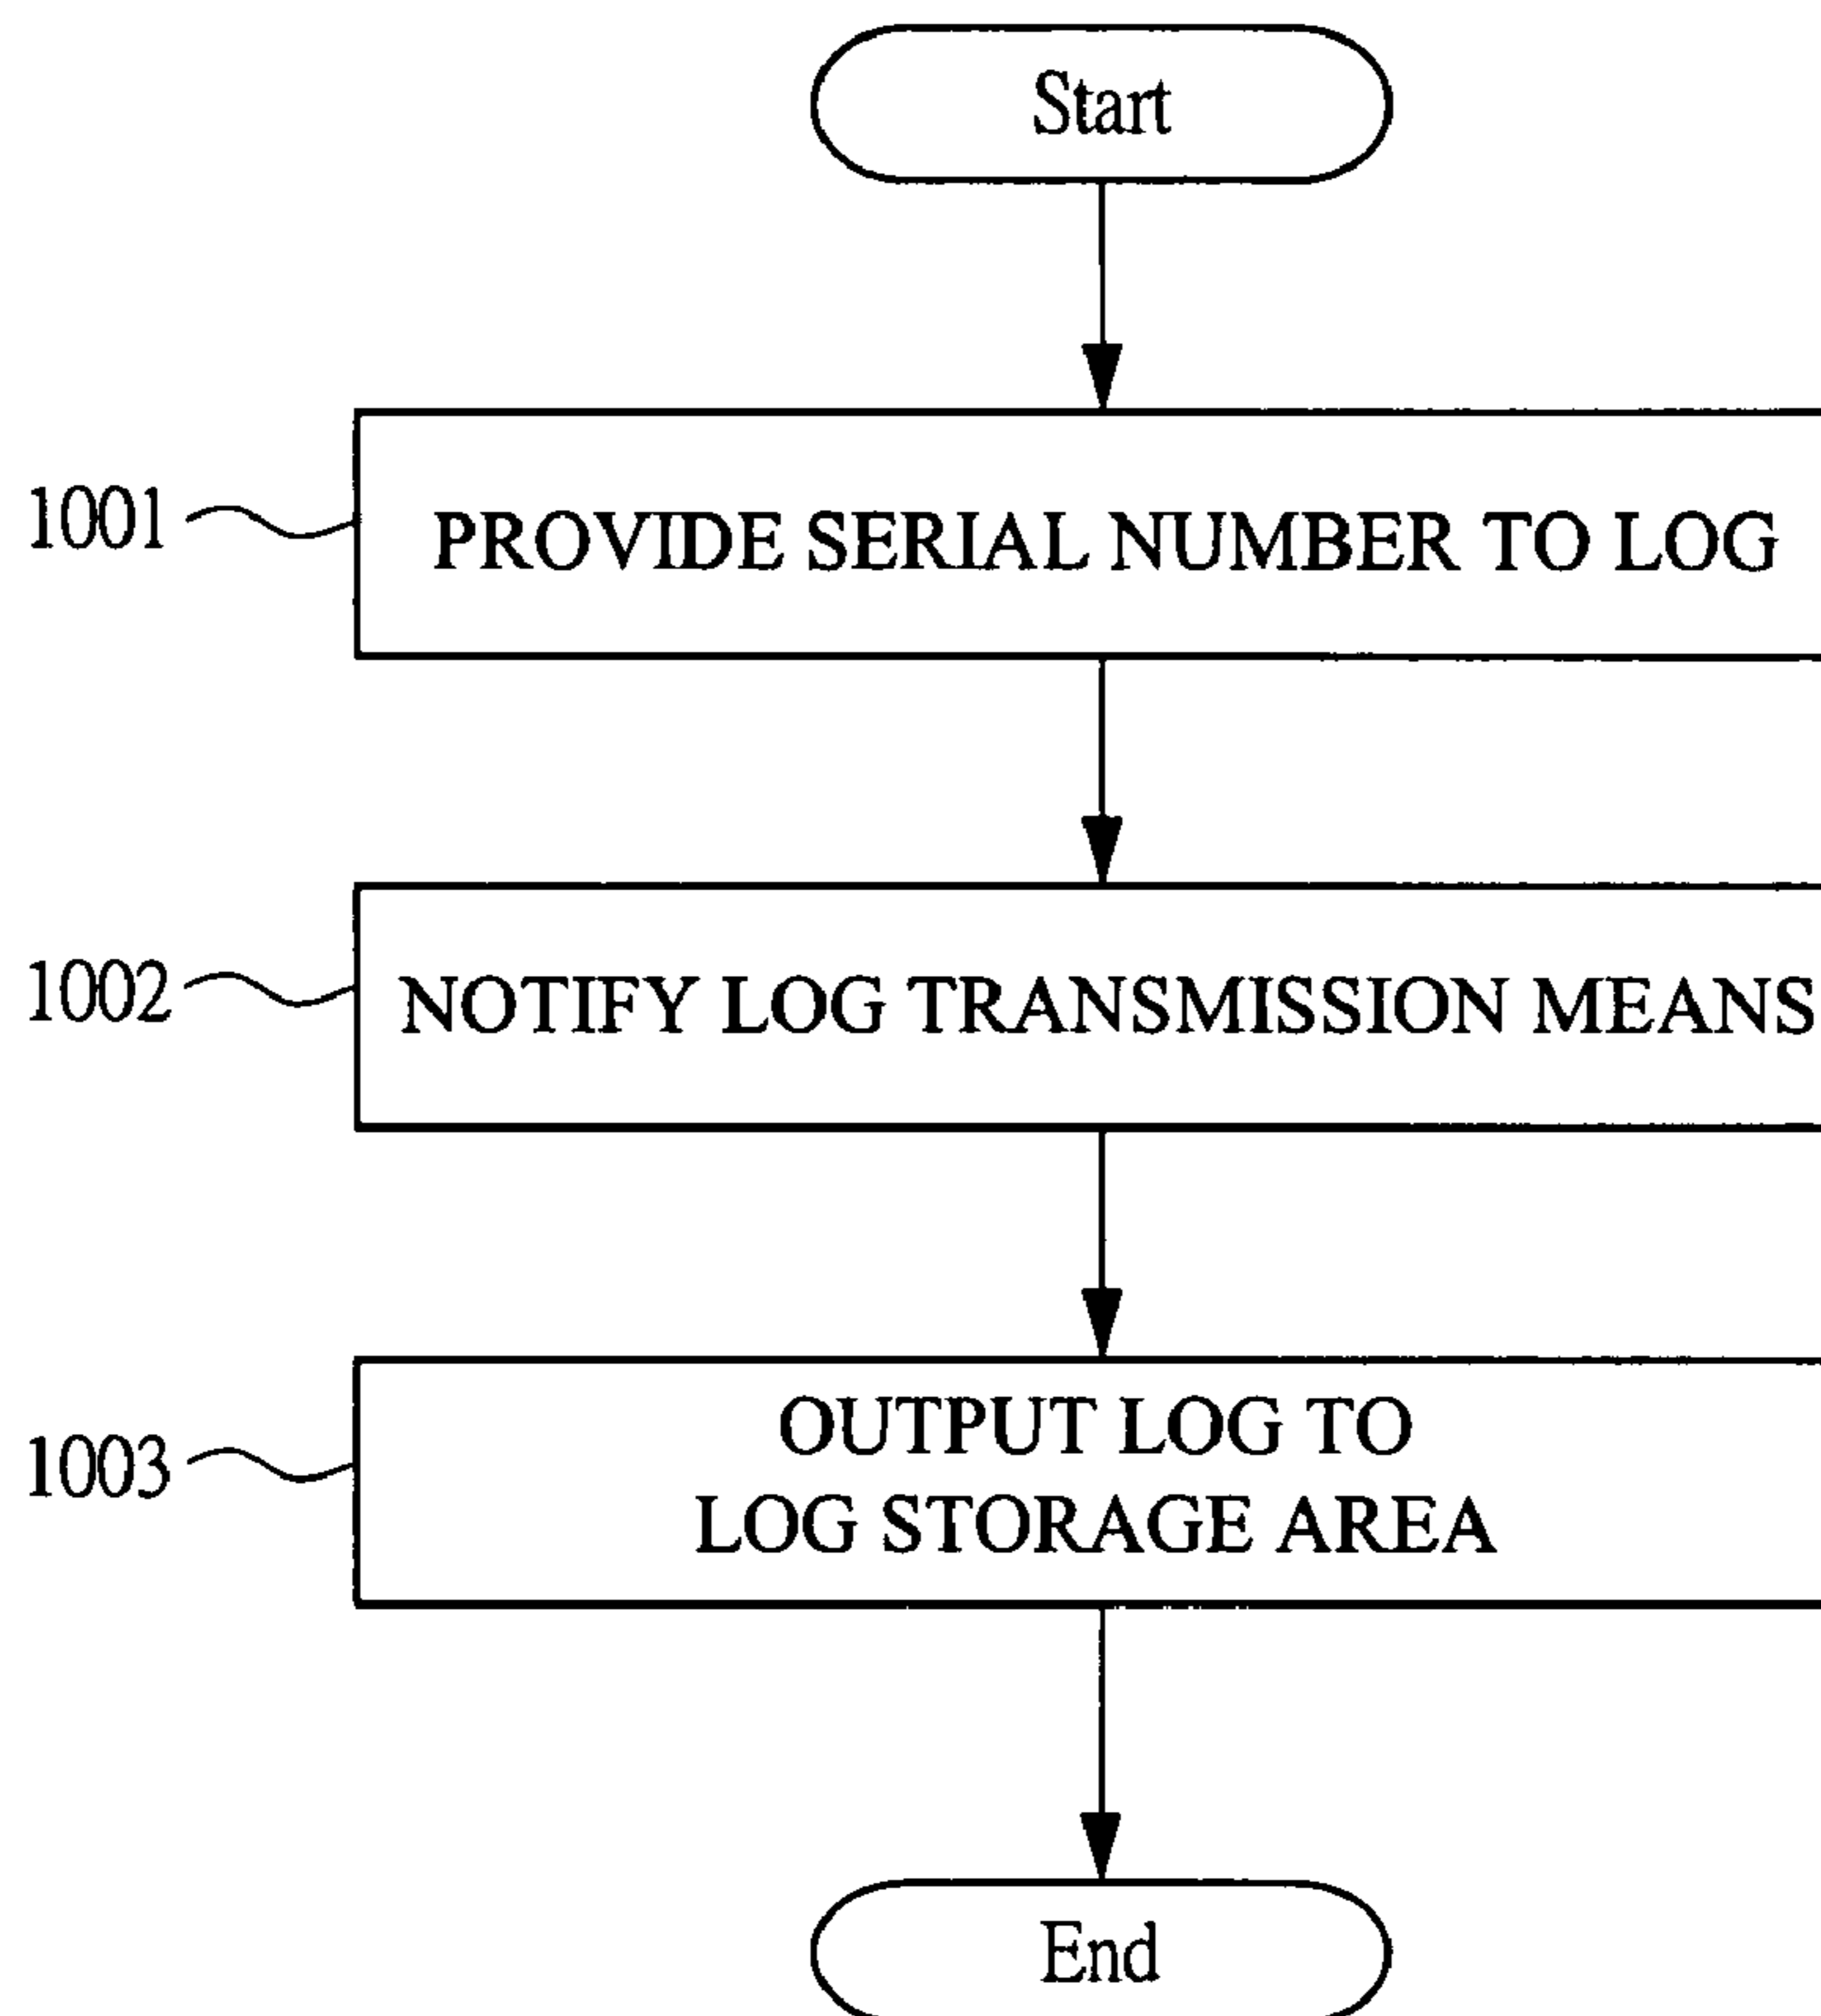 Start
1001
PROVIDE SERIAL NUMBER TO LOG
1002
NOTIFY LOG TRANSMISSION MEANS
1003
OUTPUT LOG TO
LOG STORAGE AREA
End